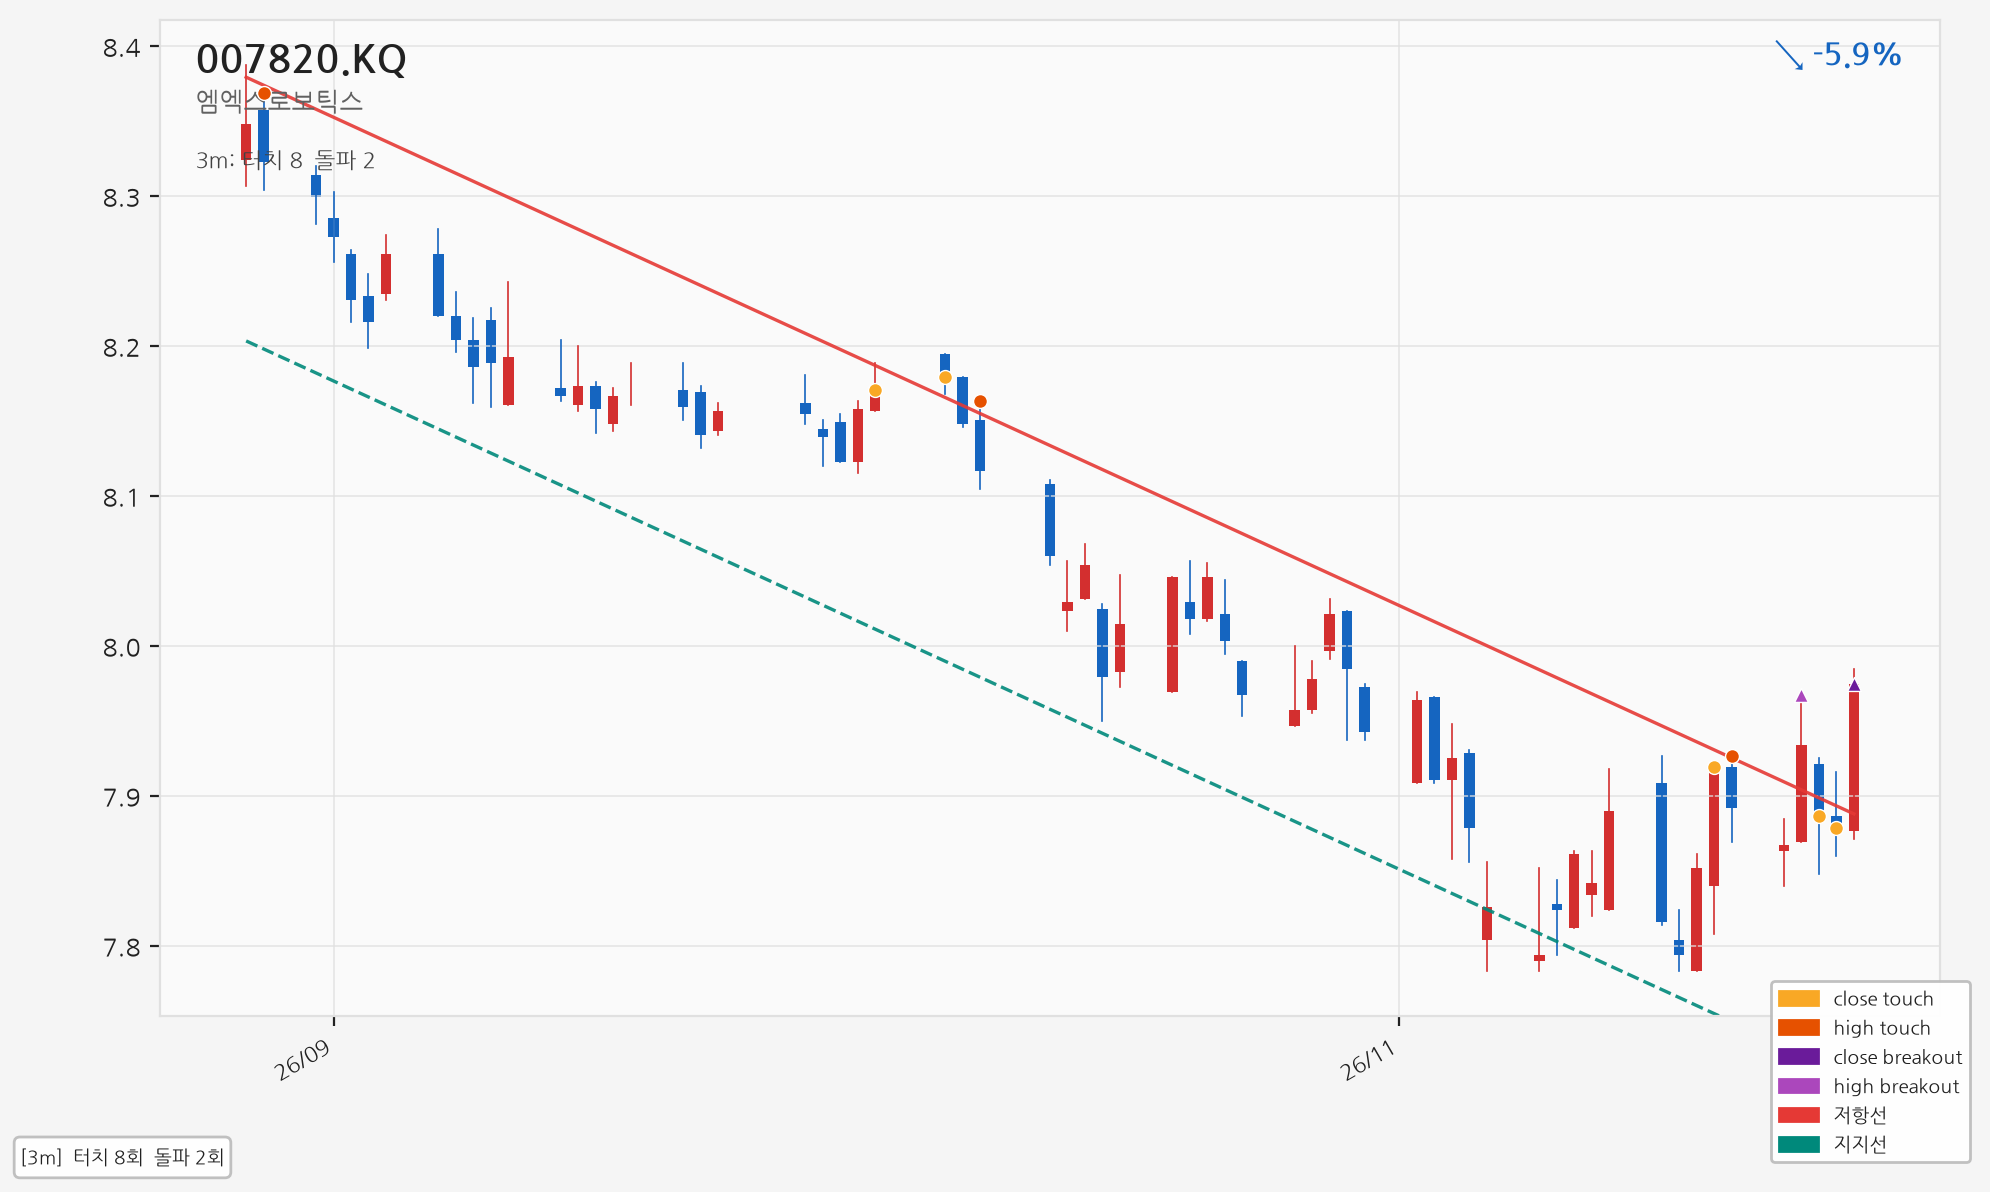 007820.KQ
엠엑스로보틱스
3m: 터치 8 돌파 2
-5.9%
8.4
8.3
8.2
8.1
8.0
7.9
7.8
26/09
26/11
close touch
high touch
close breakout
high breakout
저항선
지지선
[3m] 터치 8회 돌파 2회